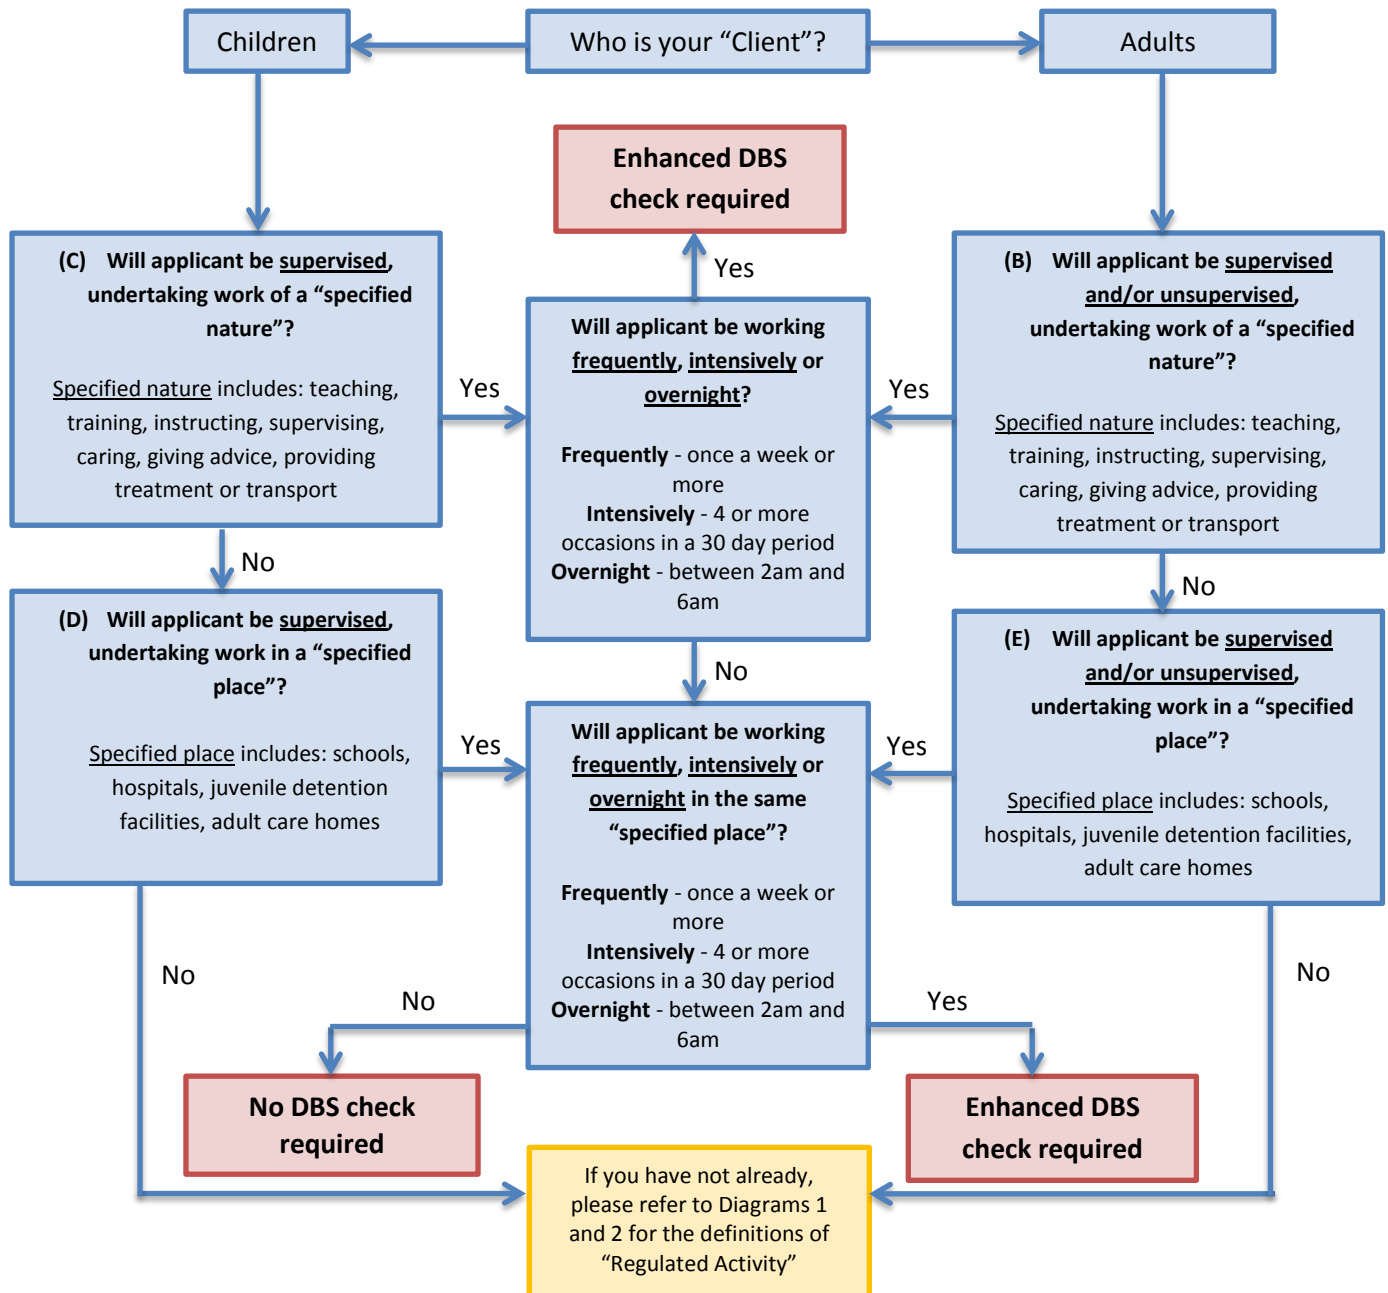 Children
Who is your “Client”?
Adults
Enhanced DBS
check required
(C) Will applicant be supervised,
undertaking work of a “specified
nature”?
Specified nature includes: teaching,
training, instructing, supervising,
caring, giving advice, providing
treatment or transport
Yes
Yes
Will applicant be working
frequently, intensively or
overnight?
Frequently - once a week or
more
Intensively - 4 or more
occasions in a 30 day period
Overnight - between 2am and
6am
Yes
(B) Will applicant be supervised
and/or unsupervised,
undertaking work of a “specified
nature”?
Specified nature includes: teaching,
training, instructing, supervising,
caring, giving advice, providing
treatment or transport
No
No
No
(D) Will applicant be supervised,
undertaking work in a “specified
place”?
Specified place includes: schools,
hospitals, juvenile detention
facilities, adult care homes
Yes
Will applicant be working
frequently, intensively or
overnight in the same
“specified place”?
Frequently - once a week or
more
Intensively - 4 or more
occasions in a 30 day period
Overnight - between 2am and
6am
Yes
(E) Will applicant be supervised
and/or unsupervised,
undertaking work in a “specified
place”?
Specified place includes: schools,
hospitals, juvenile detention facilities,
adult care homes
No
No
Yes
No
No DBS check
required
Enhanced DBS
check required
If you have not already,
please refer to Diagrams 1
and 2 for the definitions of
“Regulated Activity”